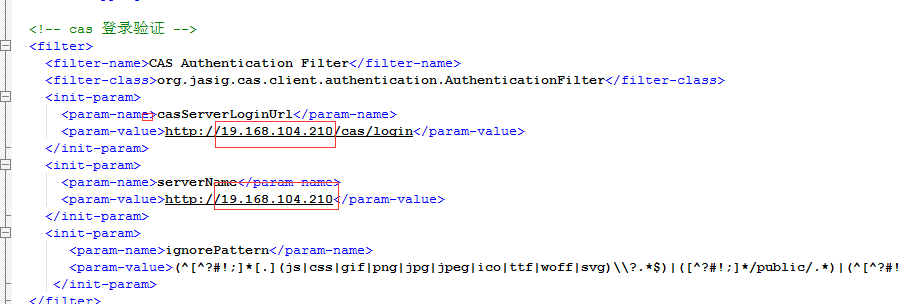 <!-- cas 登录验证 -->
<filter>
<filter-name>CAS Authentication Filter</filter-name>
<filter-class>org.jasig.cas.client.authentication.AuthenticationFilter</filter-class>
<init-param>
<param-name>casServerLoginUrl</param-name>
<param-value>http://19.168.104.210/cas/login</param-value>
</init-param>
<init-param>
<param-name>serverName</param-name>
<param-value>http://19.168.104.210</param-value>
</init-param>
<init-param>
<param-name>ignorePattern</param-name>
<param-value>(^[^?#!;]*[.](js|css|gif|png|jpg|jpeg|ico|ttf|woff|svg)\\?.*$)|([^?#!;]*/public/.*)|(^[^?#!
</init-param>
</filter>